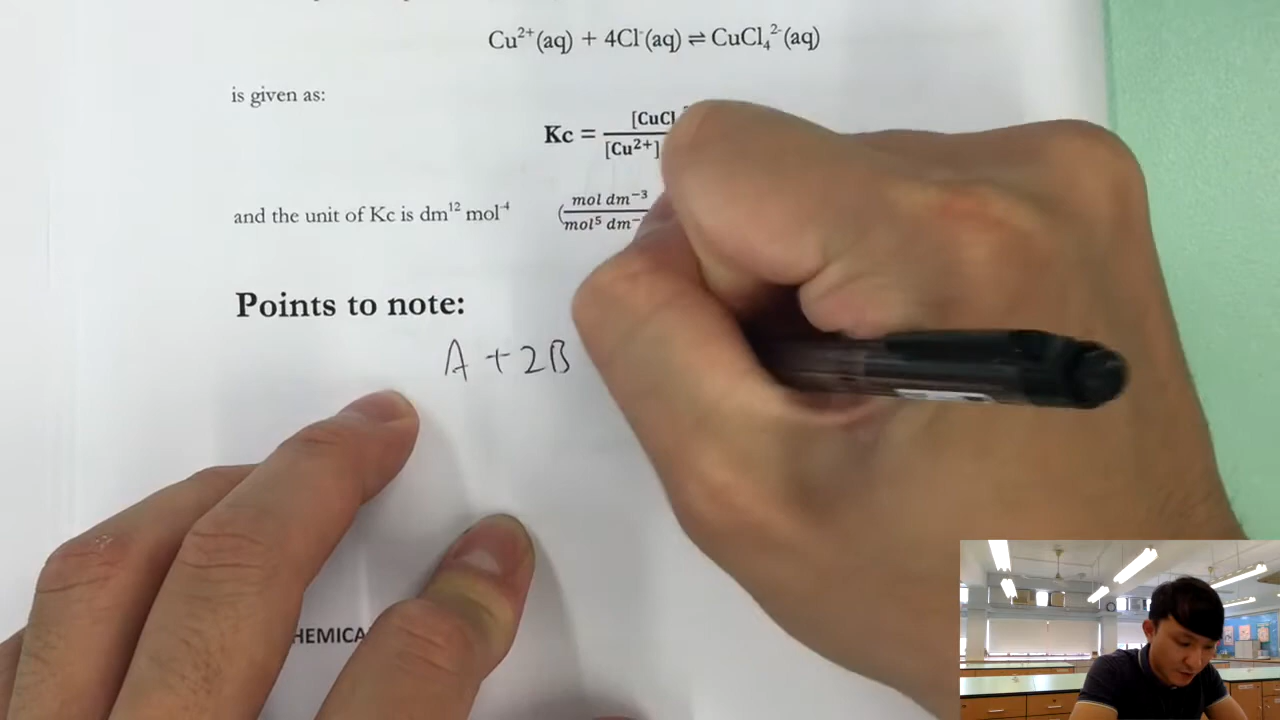 Cu²⁺(aq) + 4Cl⁻(aq) ⇌ CuCl₄²⁻(aq)
is given as:
Kc = [CuCl
[Cu²⁺]
and the unit of Kc is dm¹² mol⁻⁴ (mol dm⁻³
mol⁵ dm⁻
Points to note:
A + 2B
HEMICA